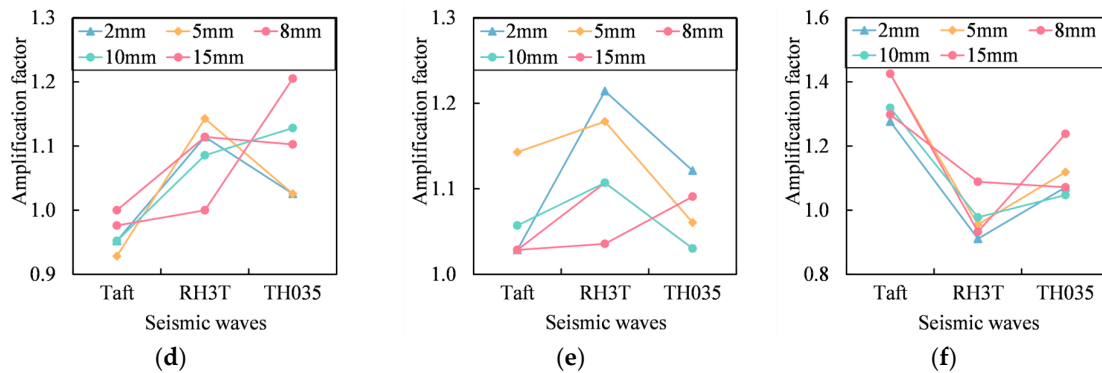 1.3
2mm 5mm 8mm
10mm 15mm
1.2
1.1
1.0
0.9
Amplification factor
Taft RH3T TH035
Seismic waves
(d)
1.3
2mm 5mm 8mm
10mm 15mm
1.2
1.1
1.0
Amplification factor
Taft RH3T TH035
Seismic waves
(e)
1.6
2mm 5mm 8mm
10mm 15mm
1.4
1.2
1.0
0.8
Amplification factor
Taft RH3T TH035
Seismic waves
(f)